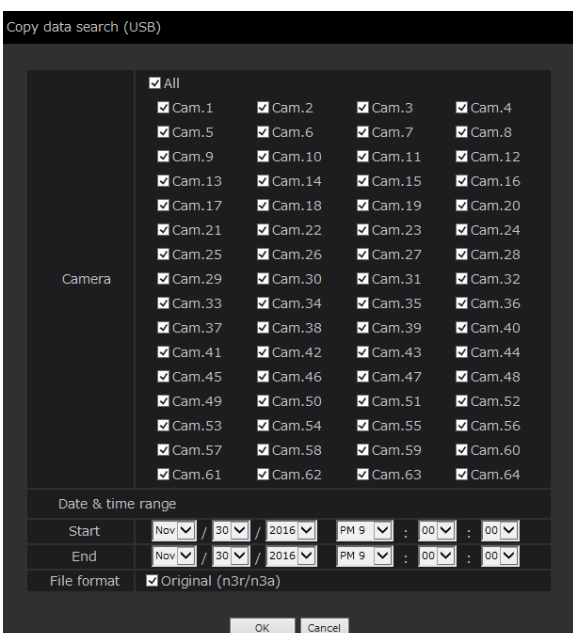 Copy data search (USB)
All
Cam.1 Cam.2 Cam.3 Cam.4
Cam.5 Cam.6 Cam.7 Cam.8
Cam.9 Cam.10 Cam.11 Cam.12
Cam.13 Cam.14 Cam.15 Cam.16
Cam.17 Cam.18 Cam.19 Cam.20
Cam.21 Cam.22 Cam.23 Cam.24
Cam.25 Cam.26 Cam.27 Cam.28
Camera Cam.29 Cam.30 Cam.31 Cam.32
Cam.33 Cam.34 Cam.35 Cam.36
Cam.37 Cam.38 Cam.39 Cam.40
Cam.41 Cam.42 Cam.43 Cam.44
Cam.45 Cam.46 Cam.47 Cam.48
Cam.49 Cam.50 Cam.51 Cam.52
Cam.53 Cam.54 Cam.55 Cam.56
Cam.57 Cam.58 Cam.59 Cam.60
Cam.61 Cam.62 Cam.63 Cam.64
Date & time range
Start Nov / 30 / 2016 PM 9 : 00 : 00
End Nov / 30 / 2016 PM 9 : 00 : 00
File format Original (n3r/n3a)
OK Cancel